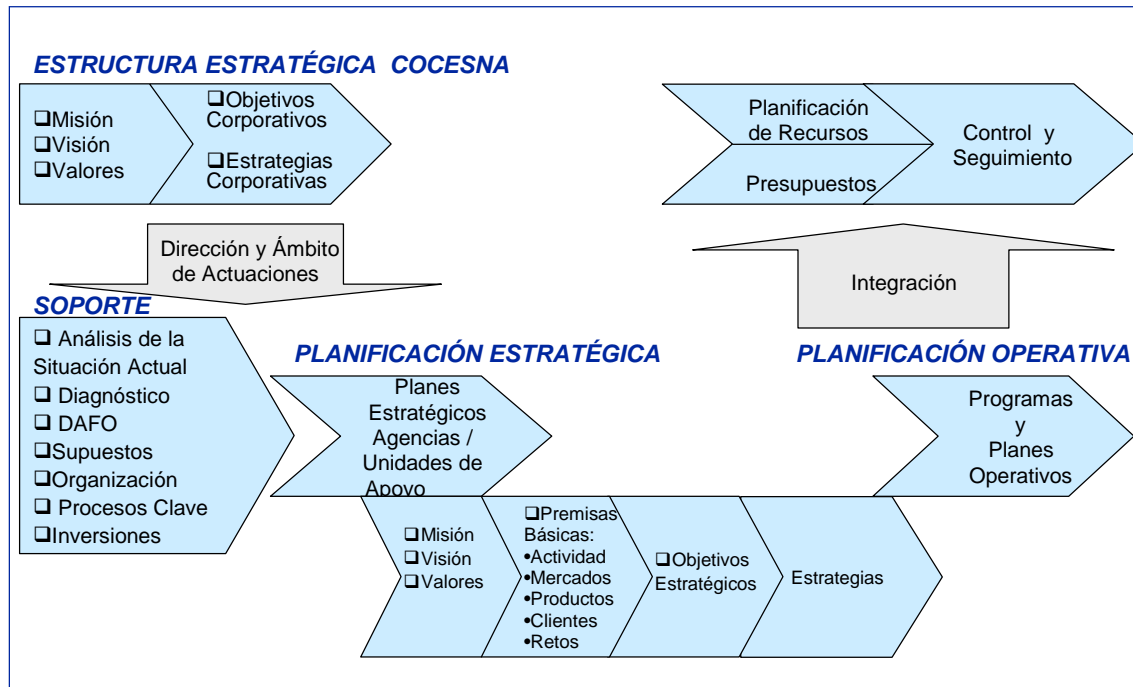 ESTRUCTURA ESTRATÉGICA COCESNA
❑Misión
❑Visión
❑Valores
❑Objetivos
Corporativos
❑Estrategias
Corporativas
Planificación
de Recursos
Presupuestos
Control y
Seguimiento
Dirección y Ámbito
de Actuaciones
Integración
SOPORTE
❑ Análisis de la
Situación Actual
❑ Diagnóstico
❑ DAFO
❑Supuestos
❑Organización
❑ Procesos Clave
❑Inversiones
PLANIFICACIÓN ESTRATÉGICA
Planes
Estratégicos
Agencias /
Unidades de
Apoyo
❑Misión
❑Visión
❑Valores
❑Premisas
Básicas:
•Actividad
•Mercados
•Productos
•Clientes
•Retos
❑Objetivos
Estratégicos
Estrategias
PLANIFICACIÓN OPERATIVA
Programas
y
Planes
Operativos